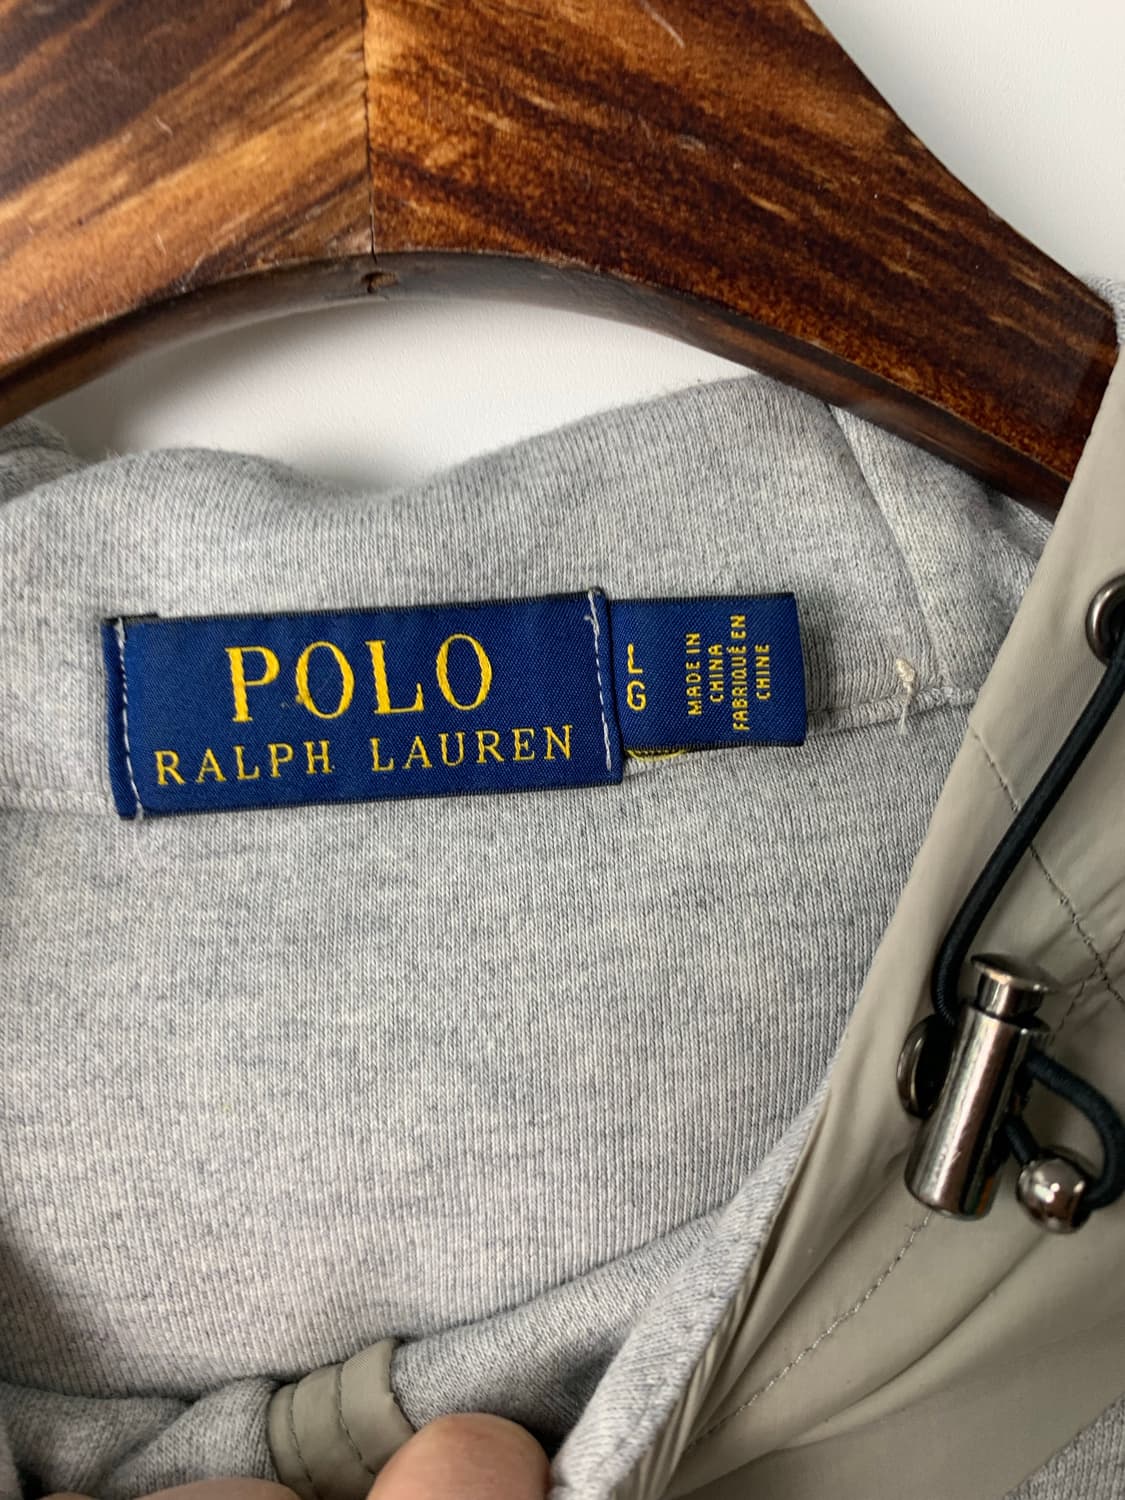 POLO
RALPH LAUREN
L
G
MADE IN
CHINA
FABRIQUÉ EN
CHINE